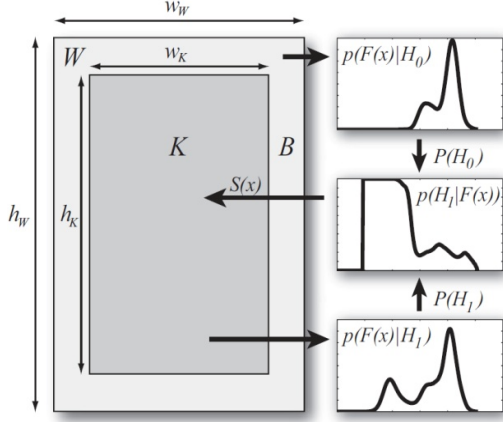 w_W
W
w_K
p(F(x)|H_0)
K
B
P(H_0)
S(x)
p(H_1|F(x))
h_W
h_K
P(H_1)
p(F(x)|H_1)